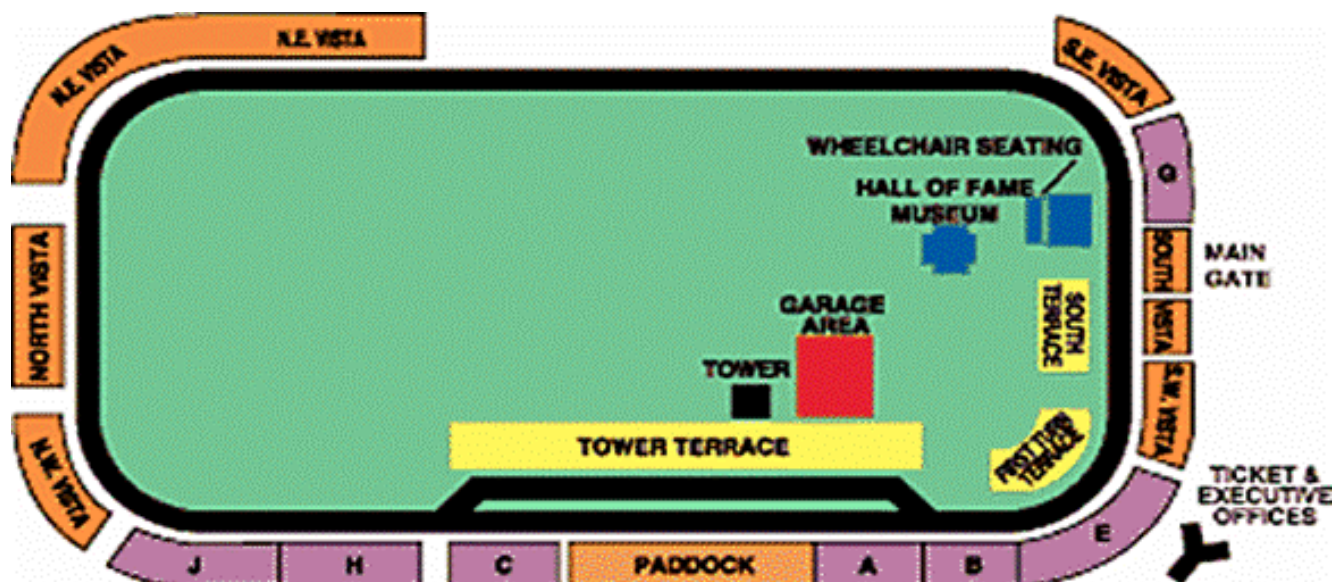 N.E. VISTA
N.E. VISTA
S.E. VISTA
WHEELCHAIR SEATING
HALL OF FAME
MUSEUM
G
SOUTH
VISTA
MAIN
GATE
NORTH VISTA
GARAGE
AREA
SOUTH
TERRACE
TOWER
S.W. VISTA
TOWER TERRACE
FIRST TURN
TERRACE
N.W. VISTA
TICKET &
EXECUTIVE
OFFICES
J
H
C
PADDOCK
A
B
E